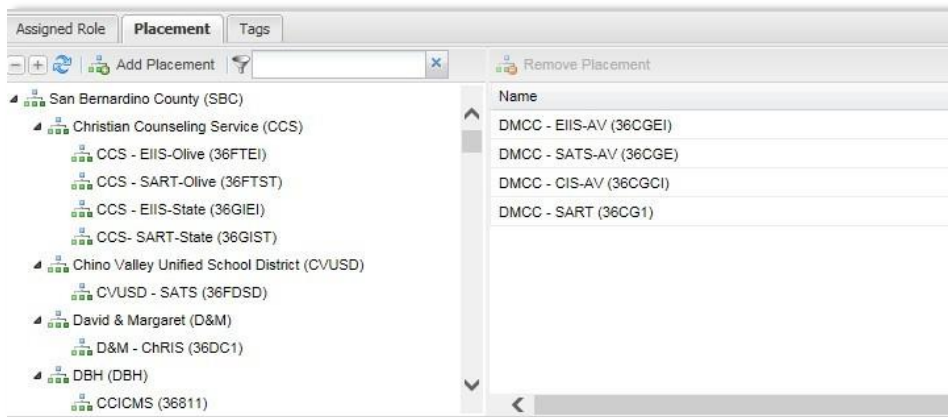 Assigned Role
Placement
Tags
Add Placement
San Bernardino County (SBC)
Christian Counseling Service (CCS)
CCS - EIIS-Olive (36FTEI)
CCS - SART-Olive (36FTST)
CCS - EIIS-State (36GIEI)
CCS- SART-State (36GIST)
Chino Valley Unified School District (CVUSD)
CVUSD - SATS (36FDSD)
David & Margaret (D&M)
D&M - ChRIS (36DC1)
DBH (DBH)
CCICMS (36811)
Remove Placement
Name
DMCC - EIIS-AV (36CGEI)
DMCC - SATS-AV (36CGE)
DMCC - CIS-AV (36CGCI)
DMCC - SART (36CG1)